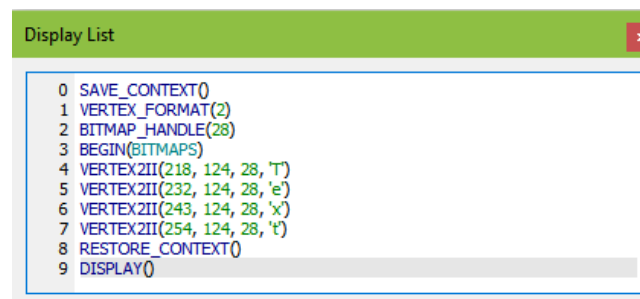 Display List
0 SAVE_CONTEXT()
1 VERTEX_FORMAT(2)
2 BITMAP_HANDLE(28)
3 BEGIN(BITMAPS)
4 VERTEX2II(218, 124, 28, 'T')
5 VERTEX2II(232, 124, 28, 'e')
6 VERTEX2II(243, 124, 28, 'x')
7 VERTEX2II(254, 124, 28, 't')
8 RESTORE_CONTEXT()
9 DISPLAY()